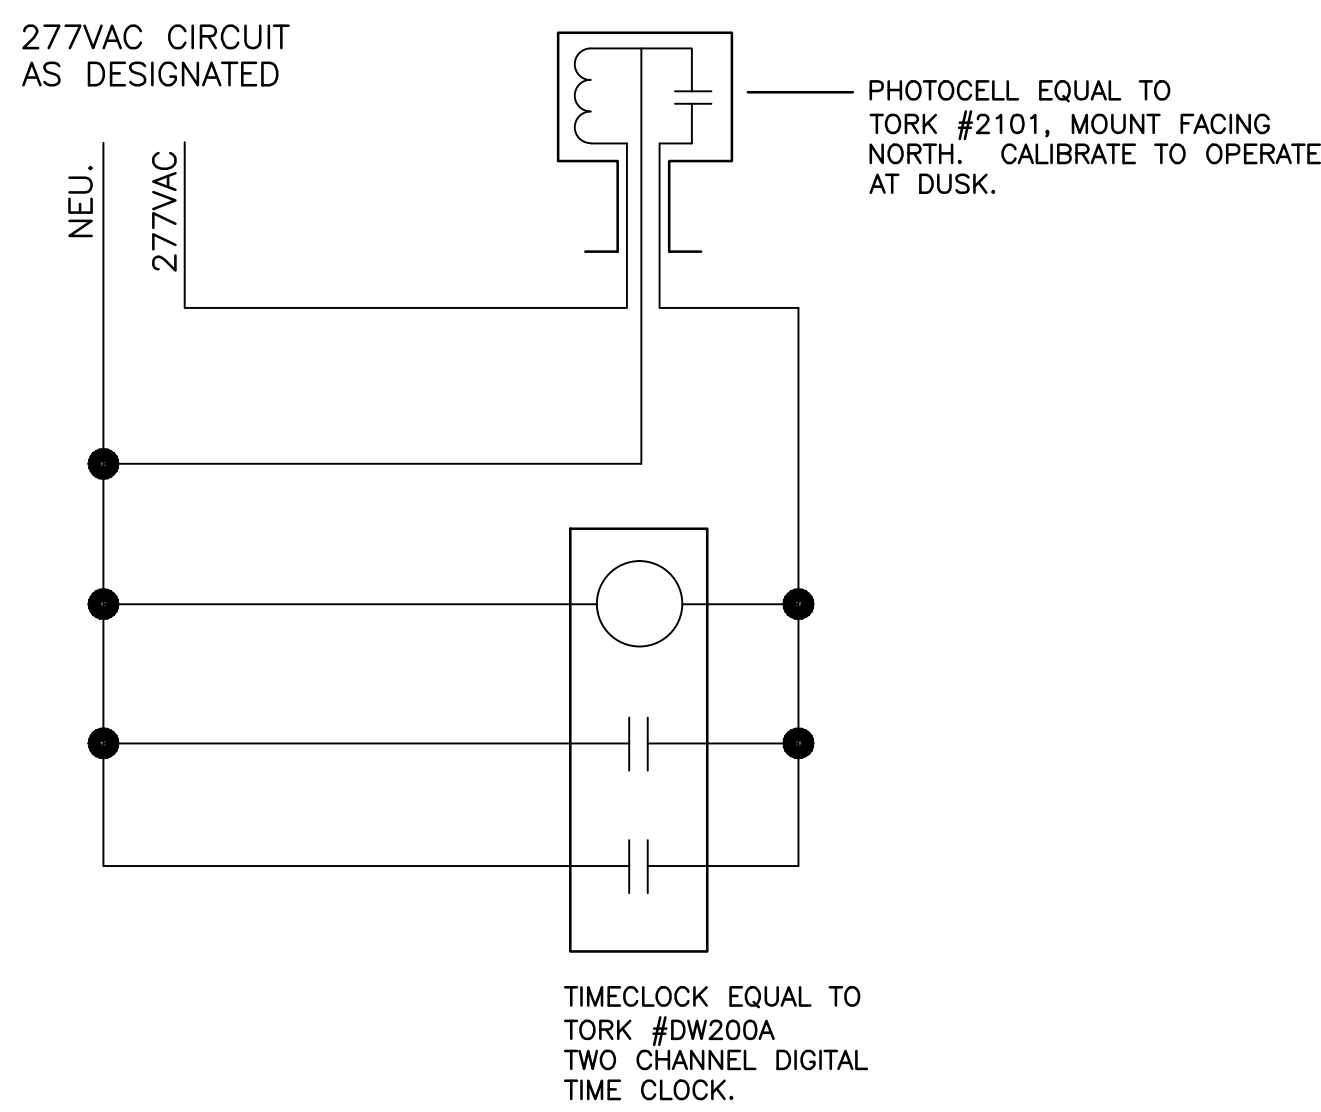 277VAC CIRCUIT
AS DESIGNATED
NEU.
277VAC
PHOTOCELL EQUAL TO
TORK #2101, MOUNT FACING
NORTH. CALIBRATE TO OPERATE
AT DUSK.
TIMECLOCK EQUAL TO
TORK #DW200A
TWO CHANNEL DIGITAL
TIME CLOCK.